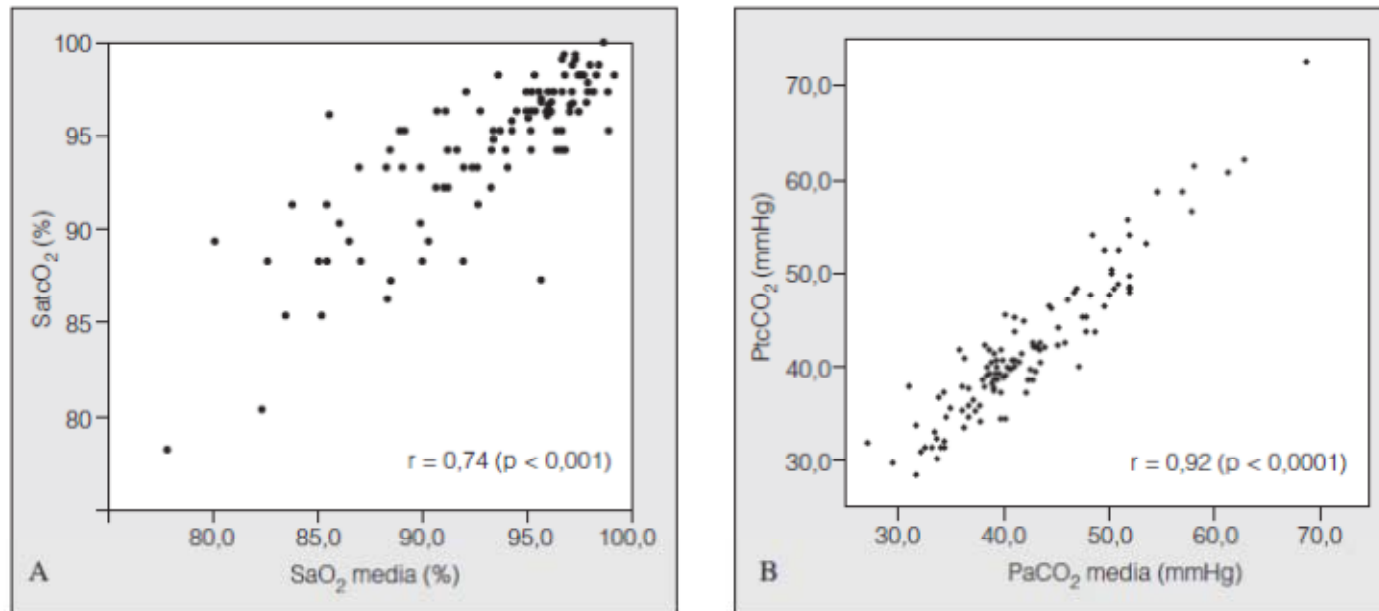 100
95
90
85
80
SatcO₂ (%)
80,0 85,0 90,0 95,0 100,0
SaO₂ media (%)
r = 0,74 (p < 0,001)
A
70,0
60,0
50,0
40,0
30,0
PtcCO₂ (mmHg)
30,0 40,0 50,0 60,0 70,0
PaCO₂ media (mmHg)
r = 0,92 (p < 0,0001)
B